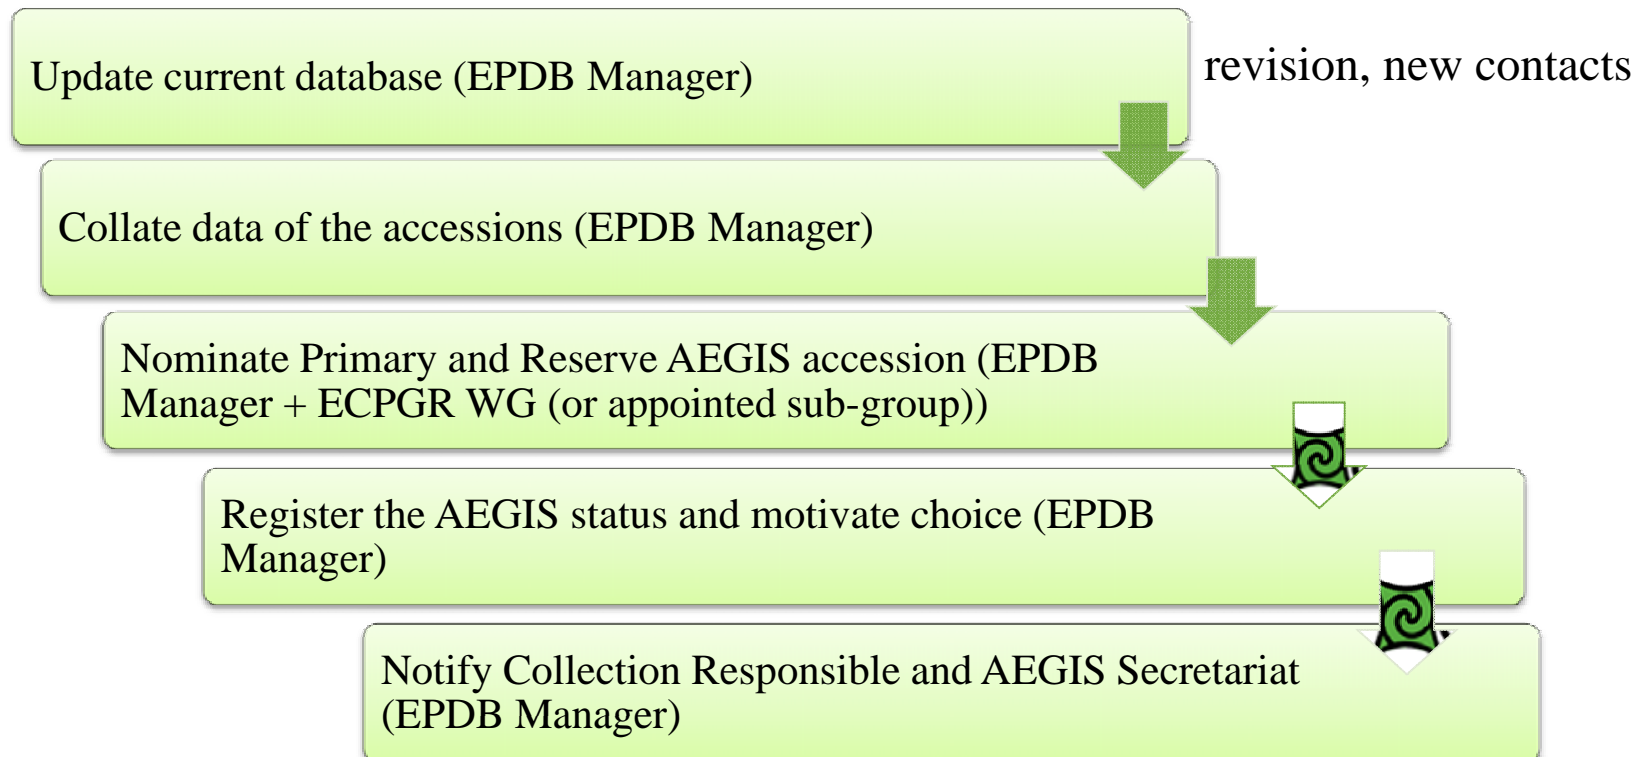 Update current database (EPDB Manager)
revision, new contacts
Collate data of the accessions (EPDB Manager)
Nominate Primary and Reserve AEGIS accession (EPDB
Manager + ECPGR WG (or appointed sub-group))
Register the AEGIS status and motivate choice (EPDB
Manager)
Notify Collection Responsible and AEGIS Secretariat
(EPDB Manager)